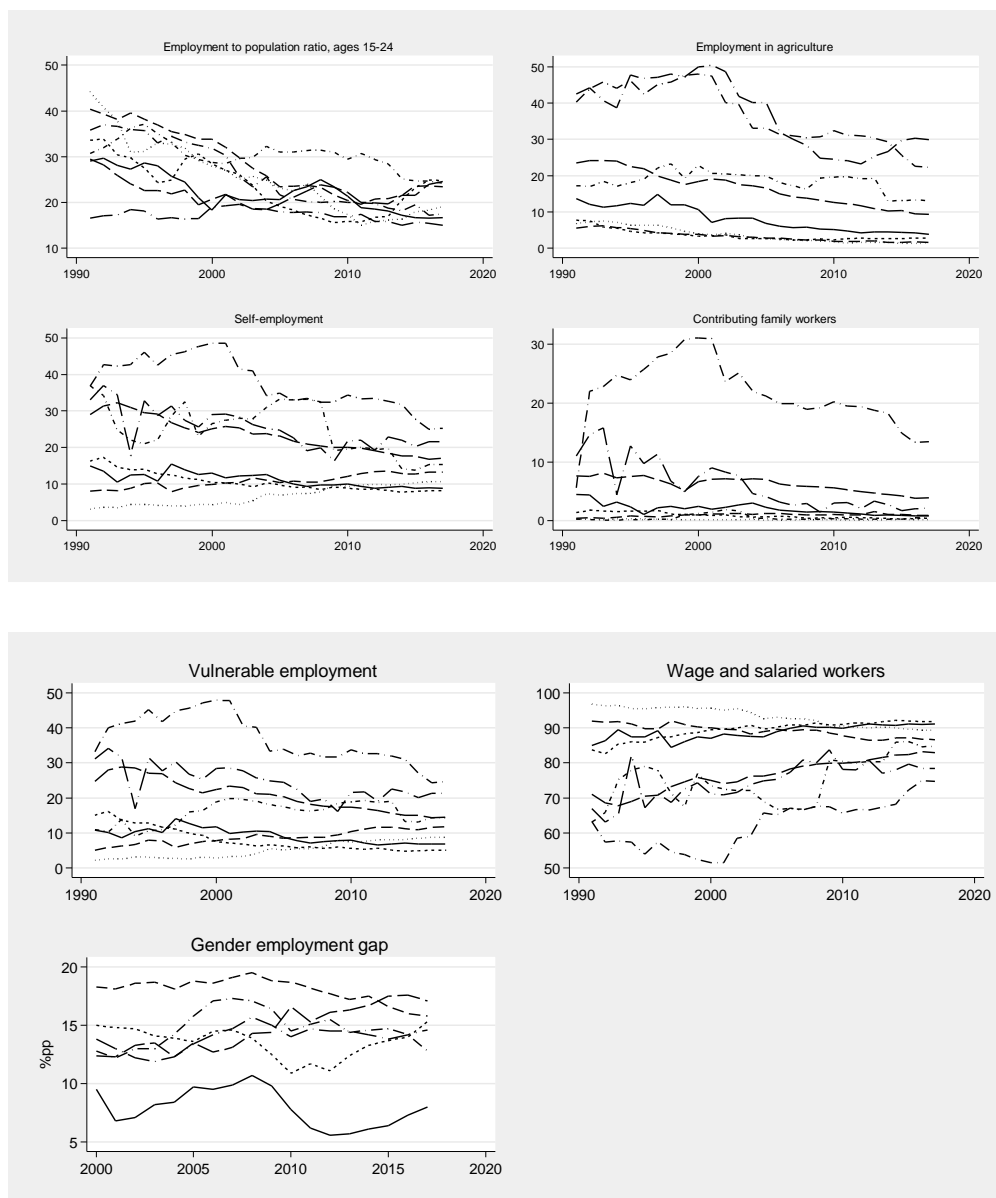 Employment to population ratio, ages 15-24
Employment in agriculture
50
40
30
20
10
1990 2000 2010 2020
50
40
30
20
10
0
1990 2000 2010 2020
Self-employment
Contributing family workers
50
40
30
20
10
0
1990 2000 2010 2020
30
20
10
0
1990 2000 2010 2020
Vulnerable employment
Wage and salaried workers
50
40
30
20
10
0
1990 2000 2010 2020
100
90
80
70
60
50
1990 2000 2010 2020
Gender employment gap
%pp
20
15
10
5
2000 2005 2010 2015 2020